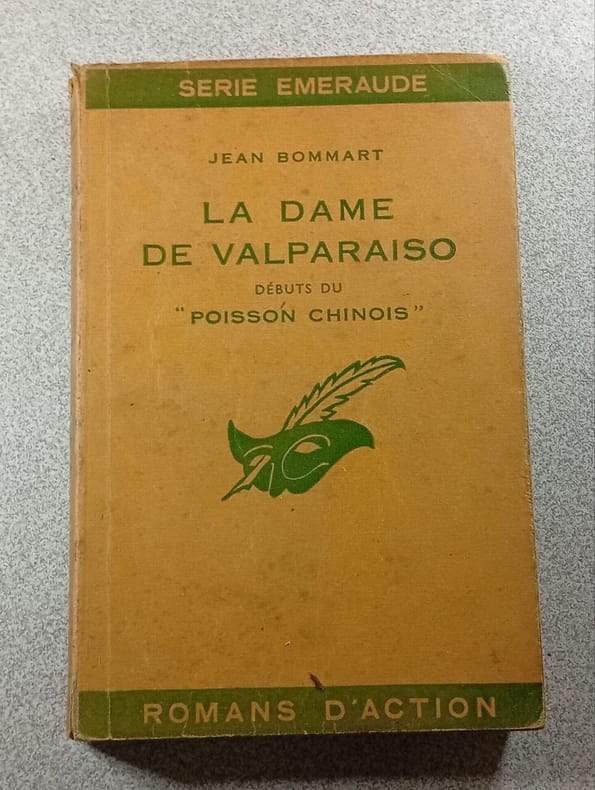 SERIE EMERAUDE
JEAN BOMMART
LA DAME
DE VALPARAISO
DÉBUTS DU
"POISSON CHINOIS"
ROMANS D'ACTION